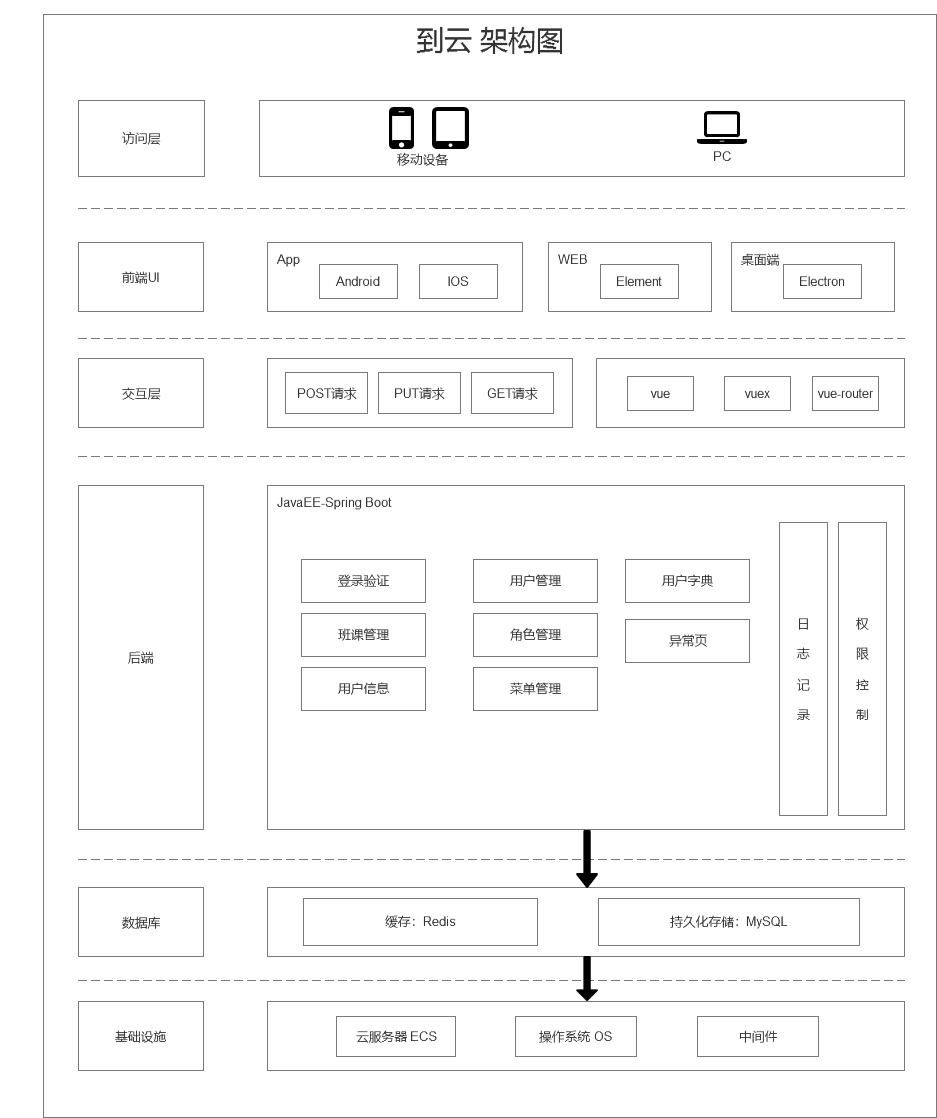 到云 架构图
访问层
移动设备
PC
前端UI
App
Android
IOS
WEB
Element
桌面端
Electron
交互层
POST请求
PUT请求
GET请求
vue
vuex
vue-router
后端
JavaEE-Spring Boot
登录验证
用户管理
用户字典
班课管理
角色管理
异常页
用户信息
菜单管理
日志记录
权限控制
数据库
缓存：Redis
持久化存储：MySQL
基础设施
云服务器 ECS
操作系统 OS
中间件